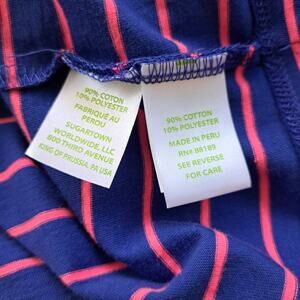 90% COTON
10% POLYESTER
FABRIQUÉ AU
PEROU
SUGARTOWN
WORLDWIDE, LLC
800 THIRD AVENUE
KING OF PRUSSIA, PA USA
90% COTTON
10% POLYESTER
MADE IN PERU
RN# 88189
SEE REVERSE
FOR CARE